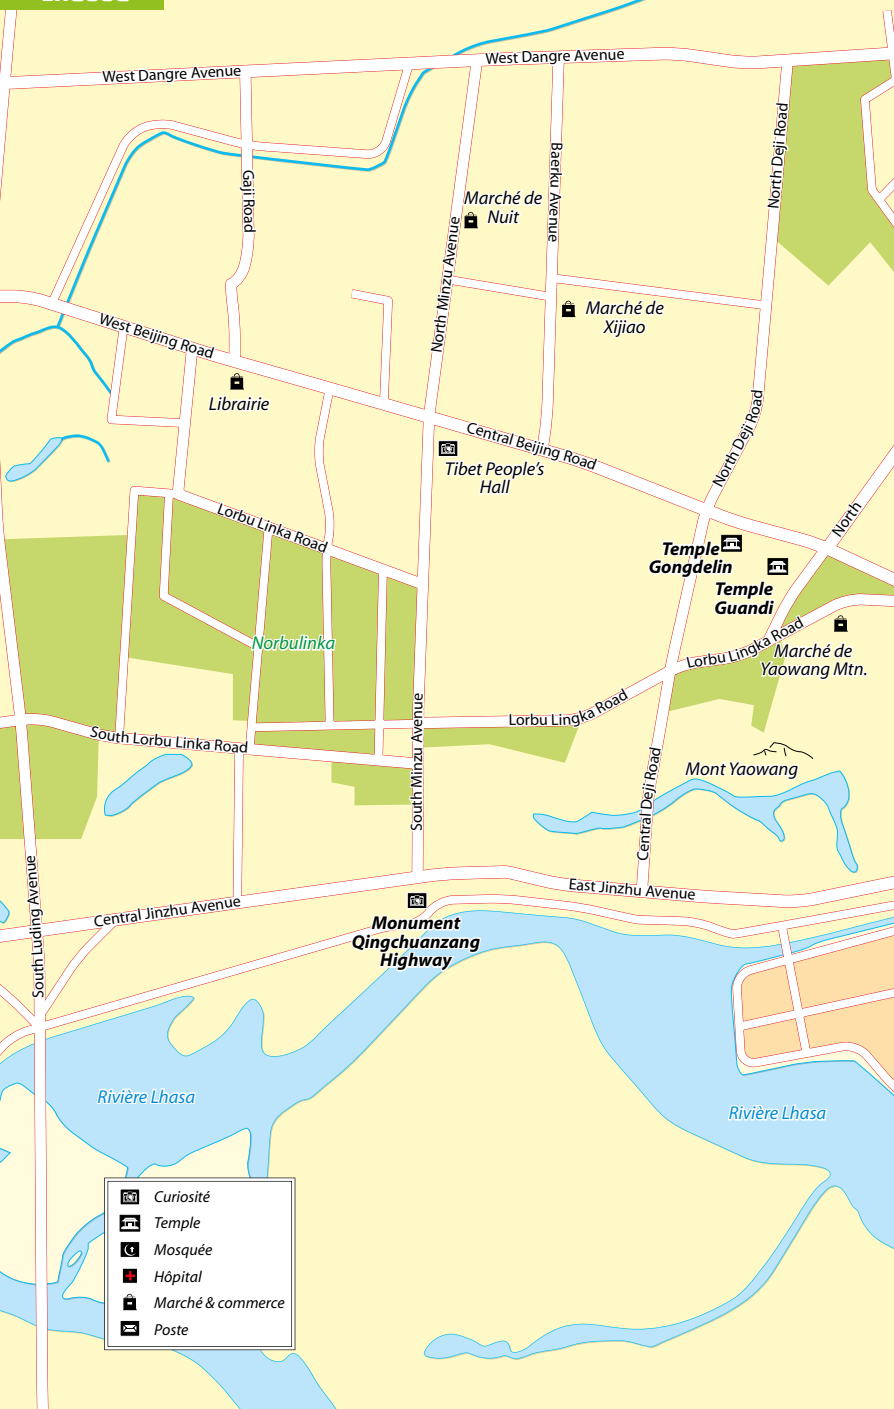 West Dangre Avenue
West Dangre Avenue
North Deji Road
Baerku Avenue
Gaji Road
Marché de
Nuit
North Minzu Avenue
Marché de
Xijiao
West Beijing Road
Librairie
Central Beijing Road
North Deji Road
Tibet People's
Hall
Lorbu Linka Road
North
Temple
Gongdelin
Temple
Guandi
Norbulinka
Lorbu Lingka Road
Marché de
Yaowang Mtn.
Lorbu Lingka Road
South Lorbu Linka Road
South Minzu Avenue
Mont Yaowang
Central Deji Road
East Jinzhu Avenue
Central Jinzhu Avenue
South Luding Avenue
Monument
Qingchuanzang
Highway
Rivière Lhasa
Rivière Lhasa
Curiosité
Temple
Mosquée
Hôpital
Marché & commerce
Poste